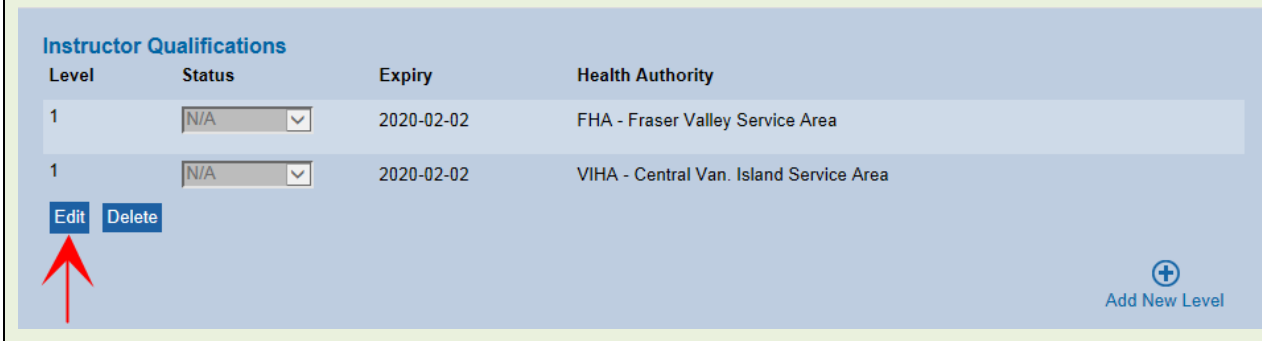 Instructor Qualifications
Level Status Expiry Health Authority
1 N/A 2020-02-02 FHA - Fraser Valley Service Area
1 N/A 2020-02-02 VIHA - Central Van. Island Service Area
Edit Delete
Add New Level